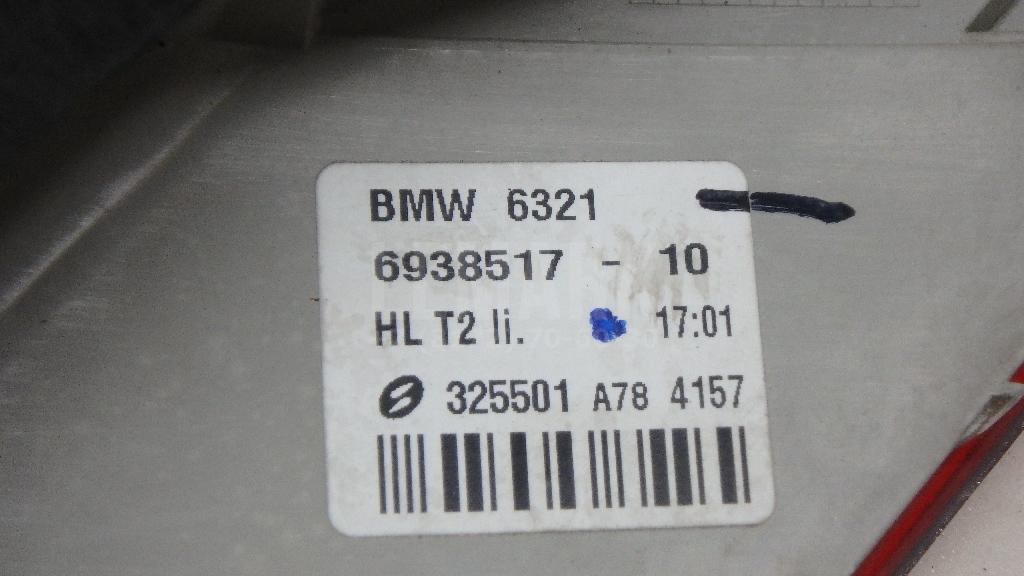 BMW 6321
6938517 - 10
HL T2 li. 17:01
325501 A78 4157